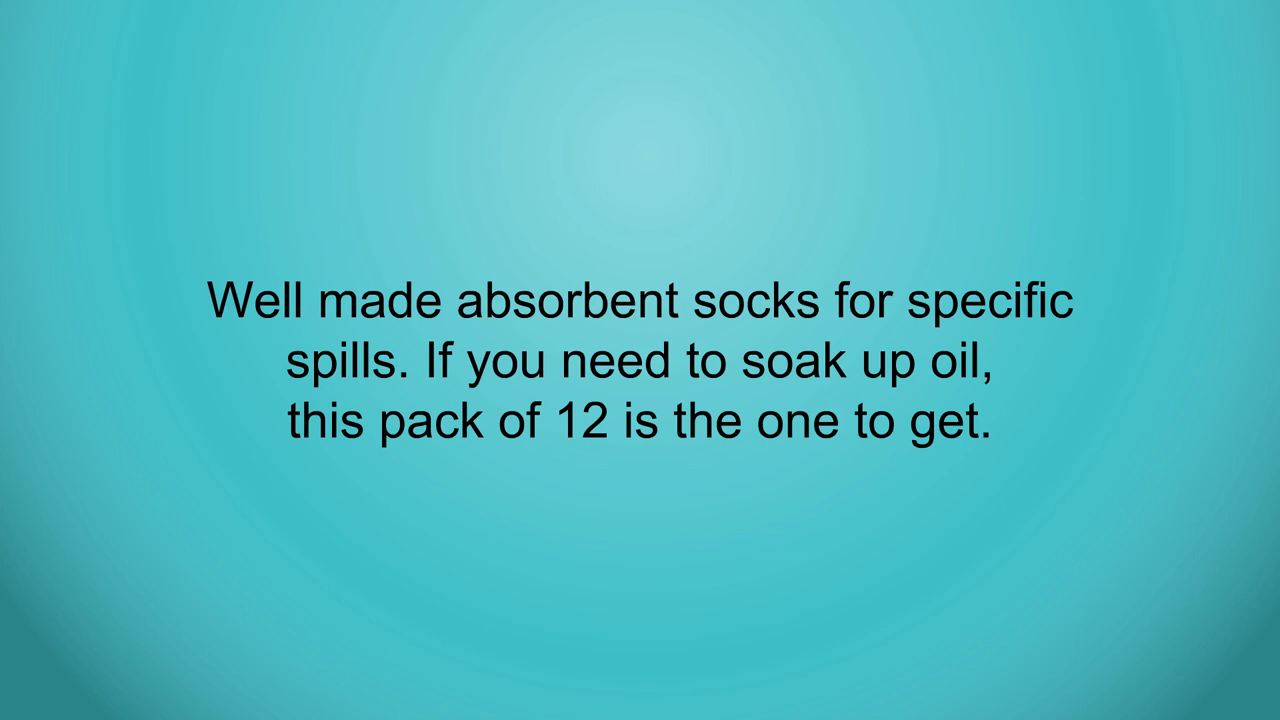 Well made absorbent socks for specific
spills. If you need to soak up oil,
this pack of 12 is the one to get.